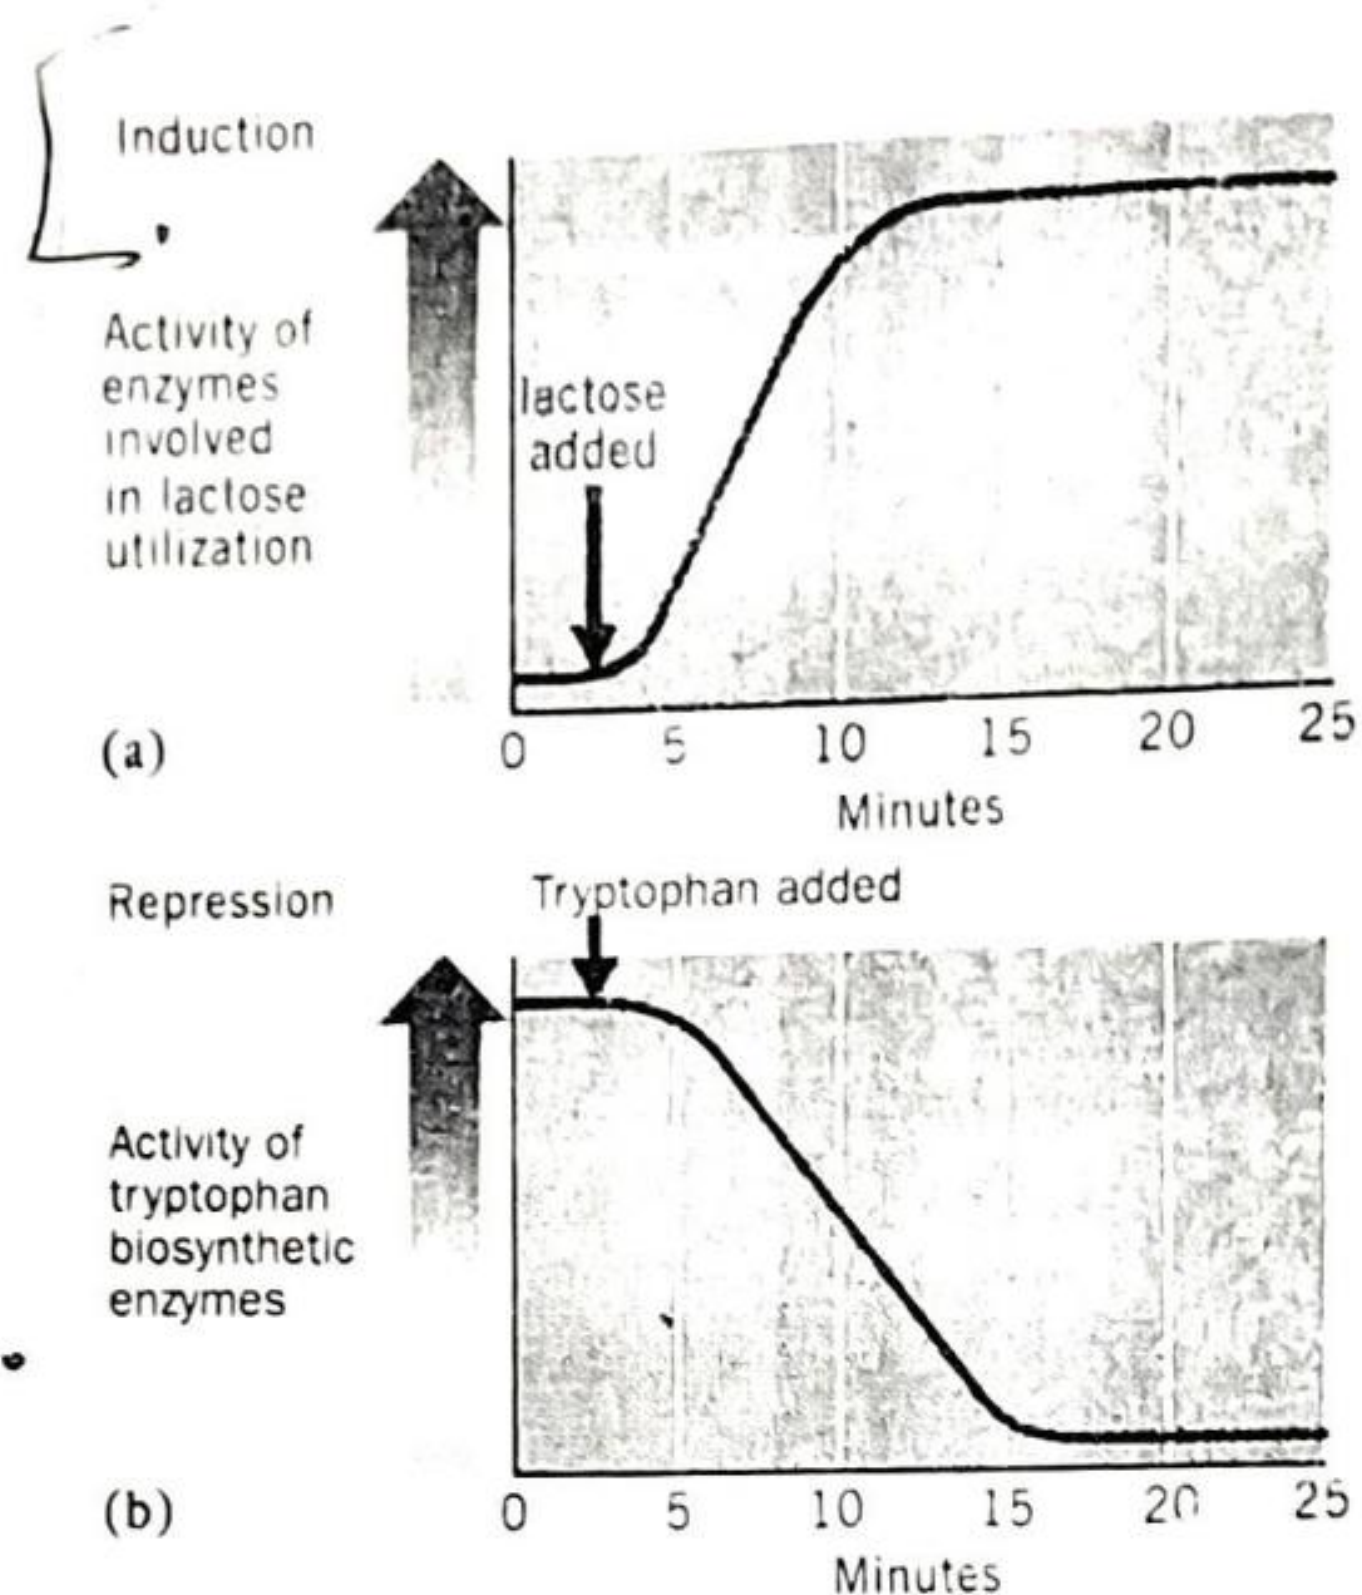 Induction
Activity of
enzymes
involved
in lactose
utilization
lactose
added
(a)
0 5 10 15 20 25
Minutes
Repression
Tryptophan added
Activity of
tryptophan
biosynthetic
enzymes
(b)
0 5 10 15 20 25
Minutes